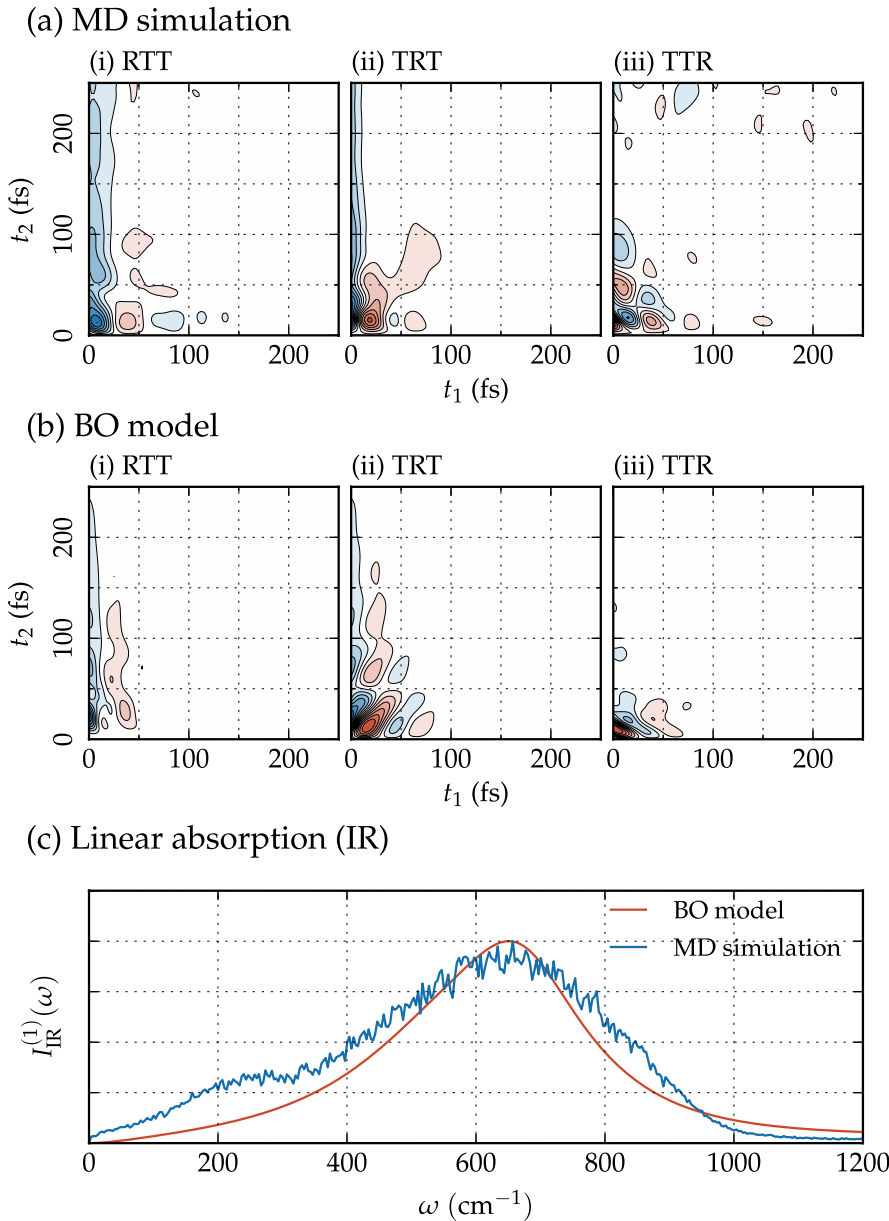 (a) MD simulation
(i) RTT
(ii) TRT
(iii) TTR
t₂ (fs)
200
100
0
0 100 200
0 100 200
0 100 200
t₁ (fs)
(b) BO model
(i) RTT
(ii) TRT
(iii) TTR
t₂ (fs)
200
100
0
0 100 200
0 100 200
0 100 200
t₁ (fs)
(c) Linear absorption (IR)
I_IR^(1)(ω)
BO model
MD simulation
0 200 400 600 800 1000 1200
ω (cm⁻¹)